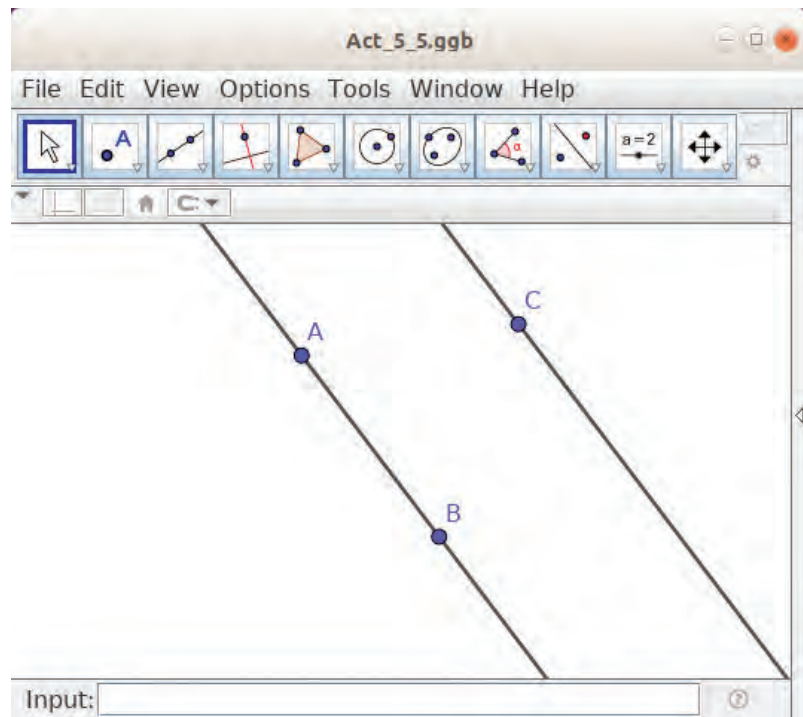 Act_5_5.ggb
File Edit View Options Tools Window Help
A α a=2
A
C
B
Input: